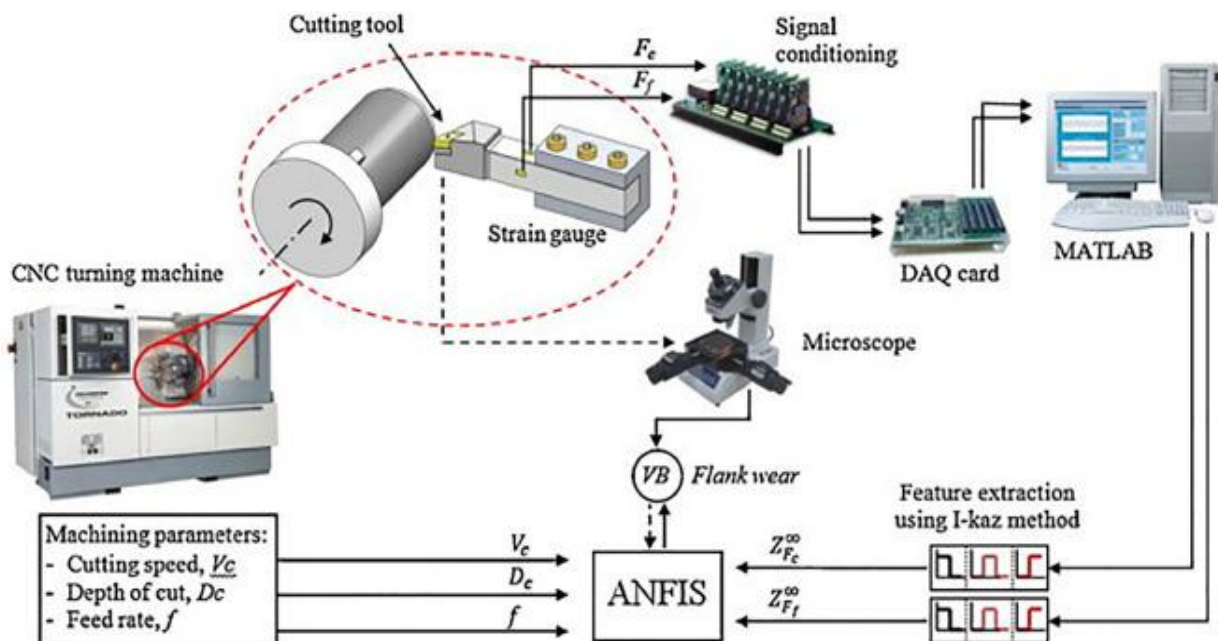 Cutting tool
F_e
F_f
Signal
conditioning
Strain gauge
DAQ card
MATLAB
CNC turning machine
Microscope
TORNADO
VB
Flank wear
Feature extraction
using I-kaz method
Machining parameters:
- Cutting speed, Vc
- Depth of cut, Dc
- Feed rate, f
V_c
D_c
f
ANFIS
Z^∞_{F_c}
Z^∞_{F_f}